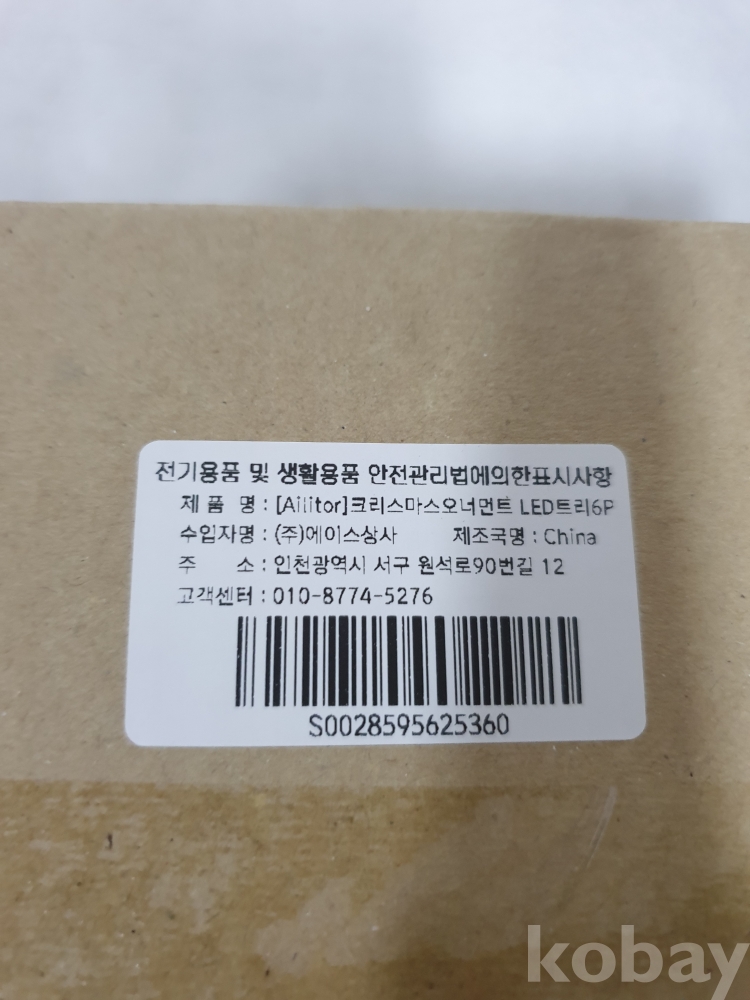 전기용품 및 생활용품 안전관리법에의한표시사항
제 품 명 : [Ailitor]크리스마스오너먼트 LED트리6P
수입자명 : (주)에이스상사 제조국명 : China
주 소 : 인천광역시 서구 원석로90번길 12
고객센터 : 010-8774-5276
S0028595625360
kobay